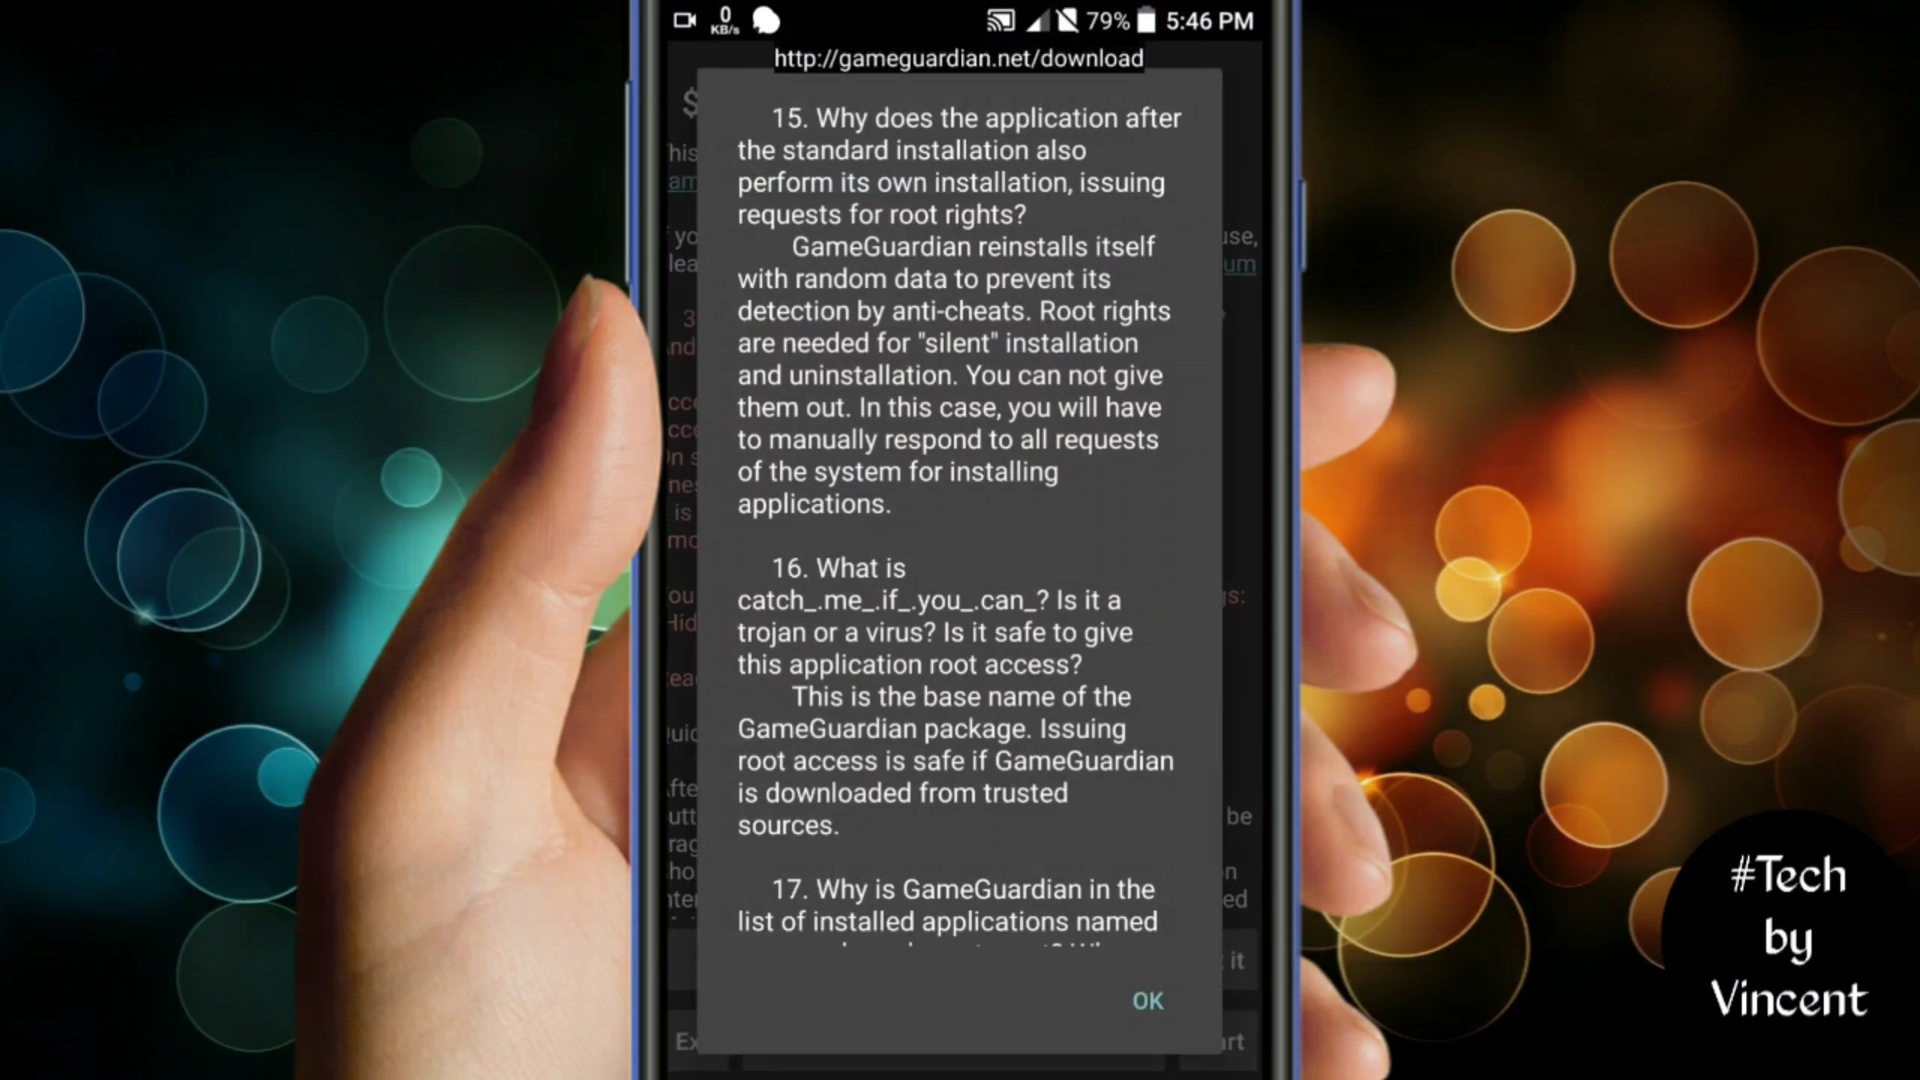 0
KB/s
79%
5:46 PM
http://gameguardian.net/download
$
15. Why does the application after
the standard installation also
perform its own installation, issuing
requests for root rights?
GameGuardian reinstalls itself
with random data to prevent its
detection by anti-cheats. Root rights
are needed for "silent" installation
and uninstallation. You can not give
them out. In this case, you will have
to manually respond to all requests
of the system for installing
applications.
16. What is
catch_.me_.if_.you_.can_? Is it a
trojan or a virus? Is it safe to give
this application root access?
This is the base name of the
GameGuardian package. Issuing
root access is safe if GameGuardian
is downloaded from trusted
sources.
17. Why is GameGuardian in the
list of installed applications named
OK
#Tech
by
Vincent